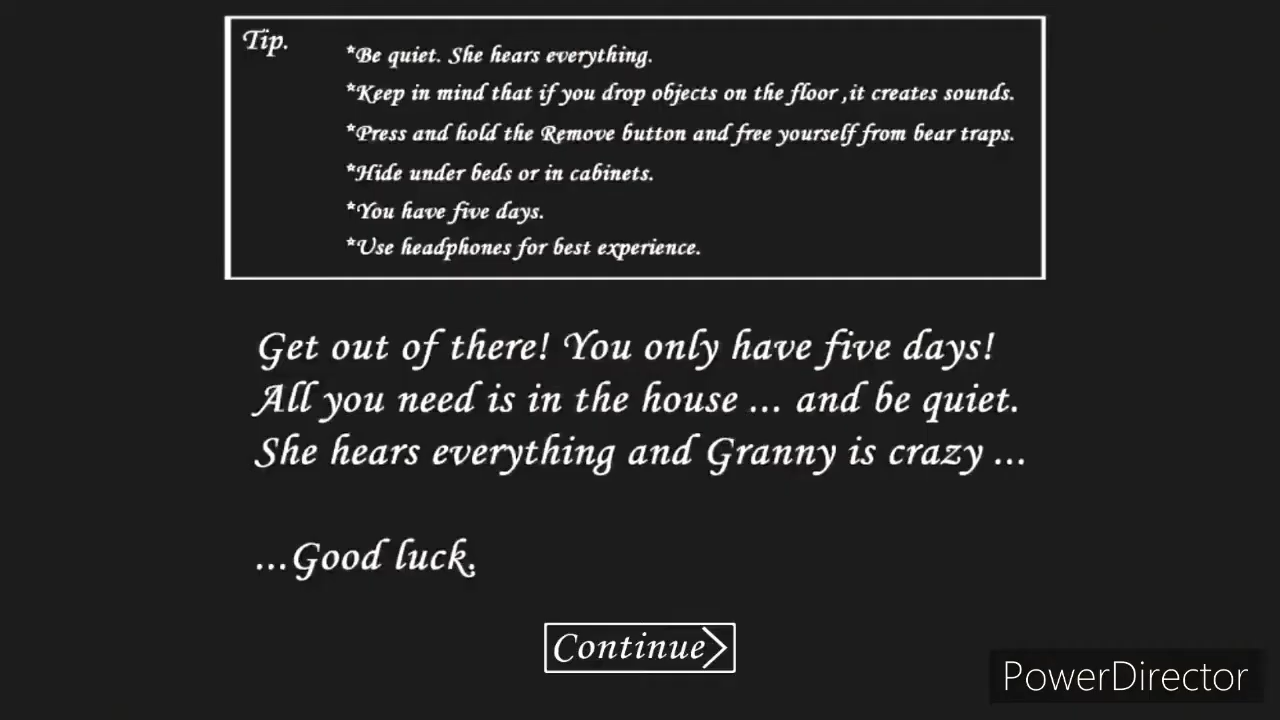 Tip.
*Be quiet. She hears everything.
*Keep in mind that if you drop objects on the floor ,it creates sounds.
*Press and hold the Remove button and free yourself from bear traps.
*Hide under beds or in cabinets.
*You have five days.
*Use headphones for best experience.
Get out of there! You only have five days!
All you need is in the house ... and be quiet.
She hears everything and Granny is crazy ...
...Good luck.
Continue>
PowerDirector